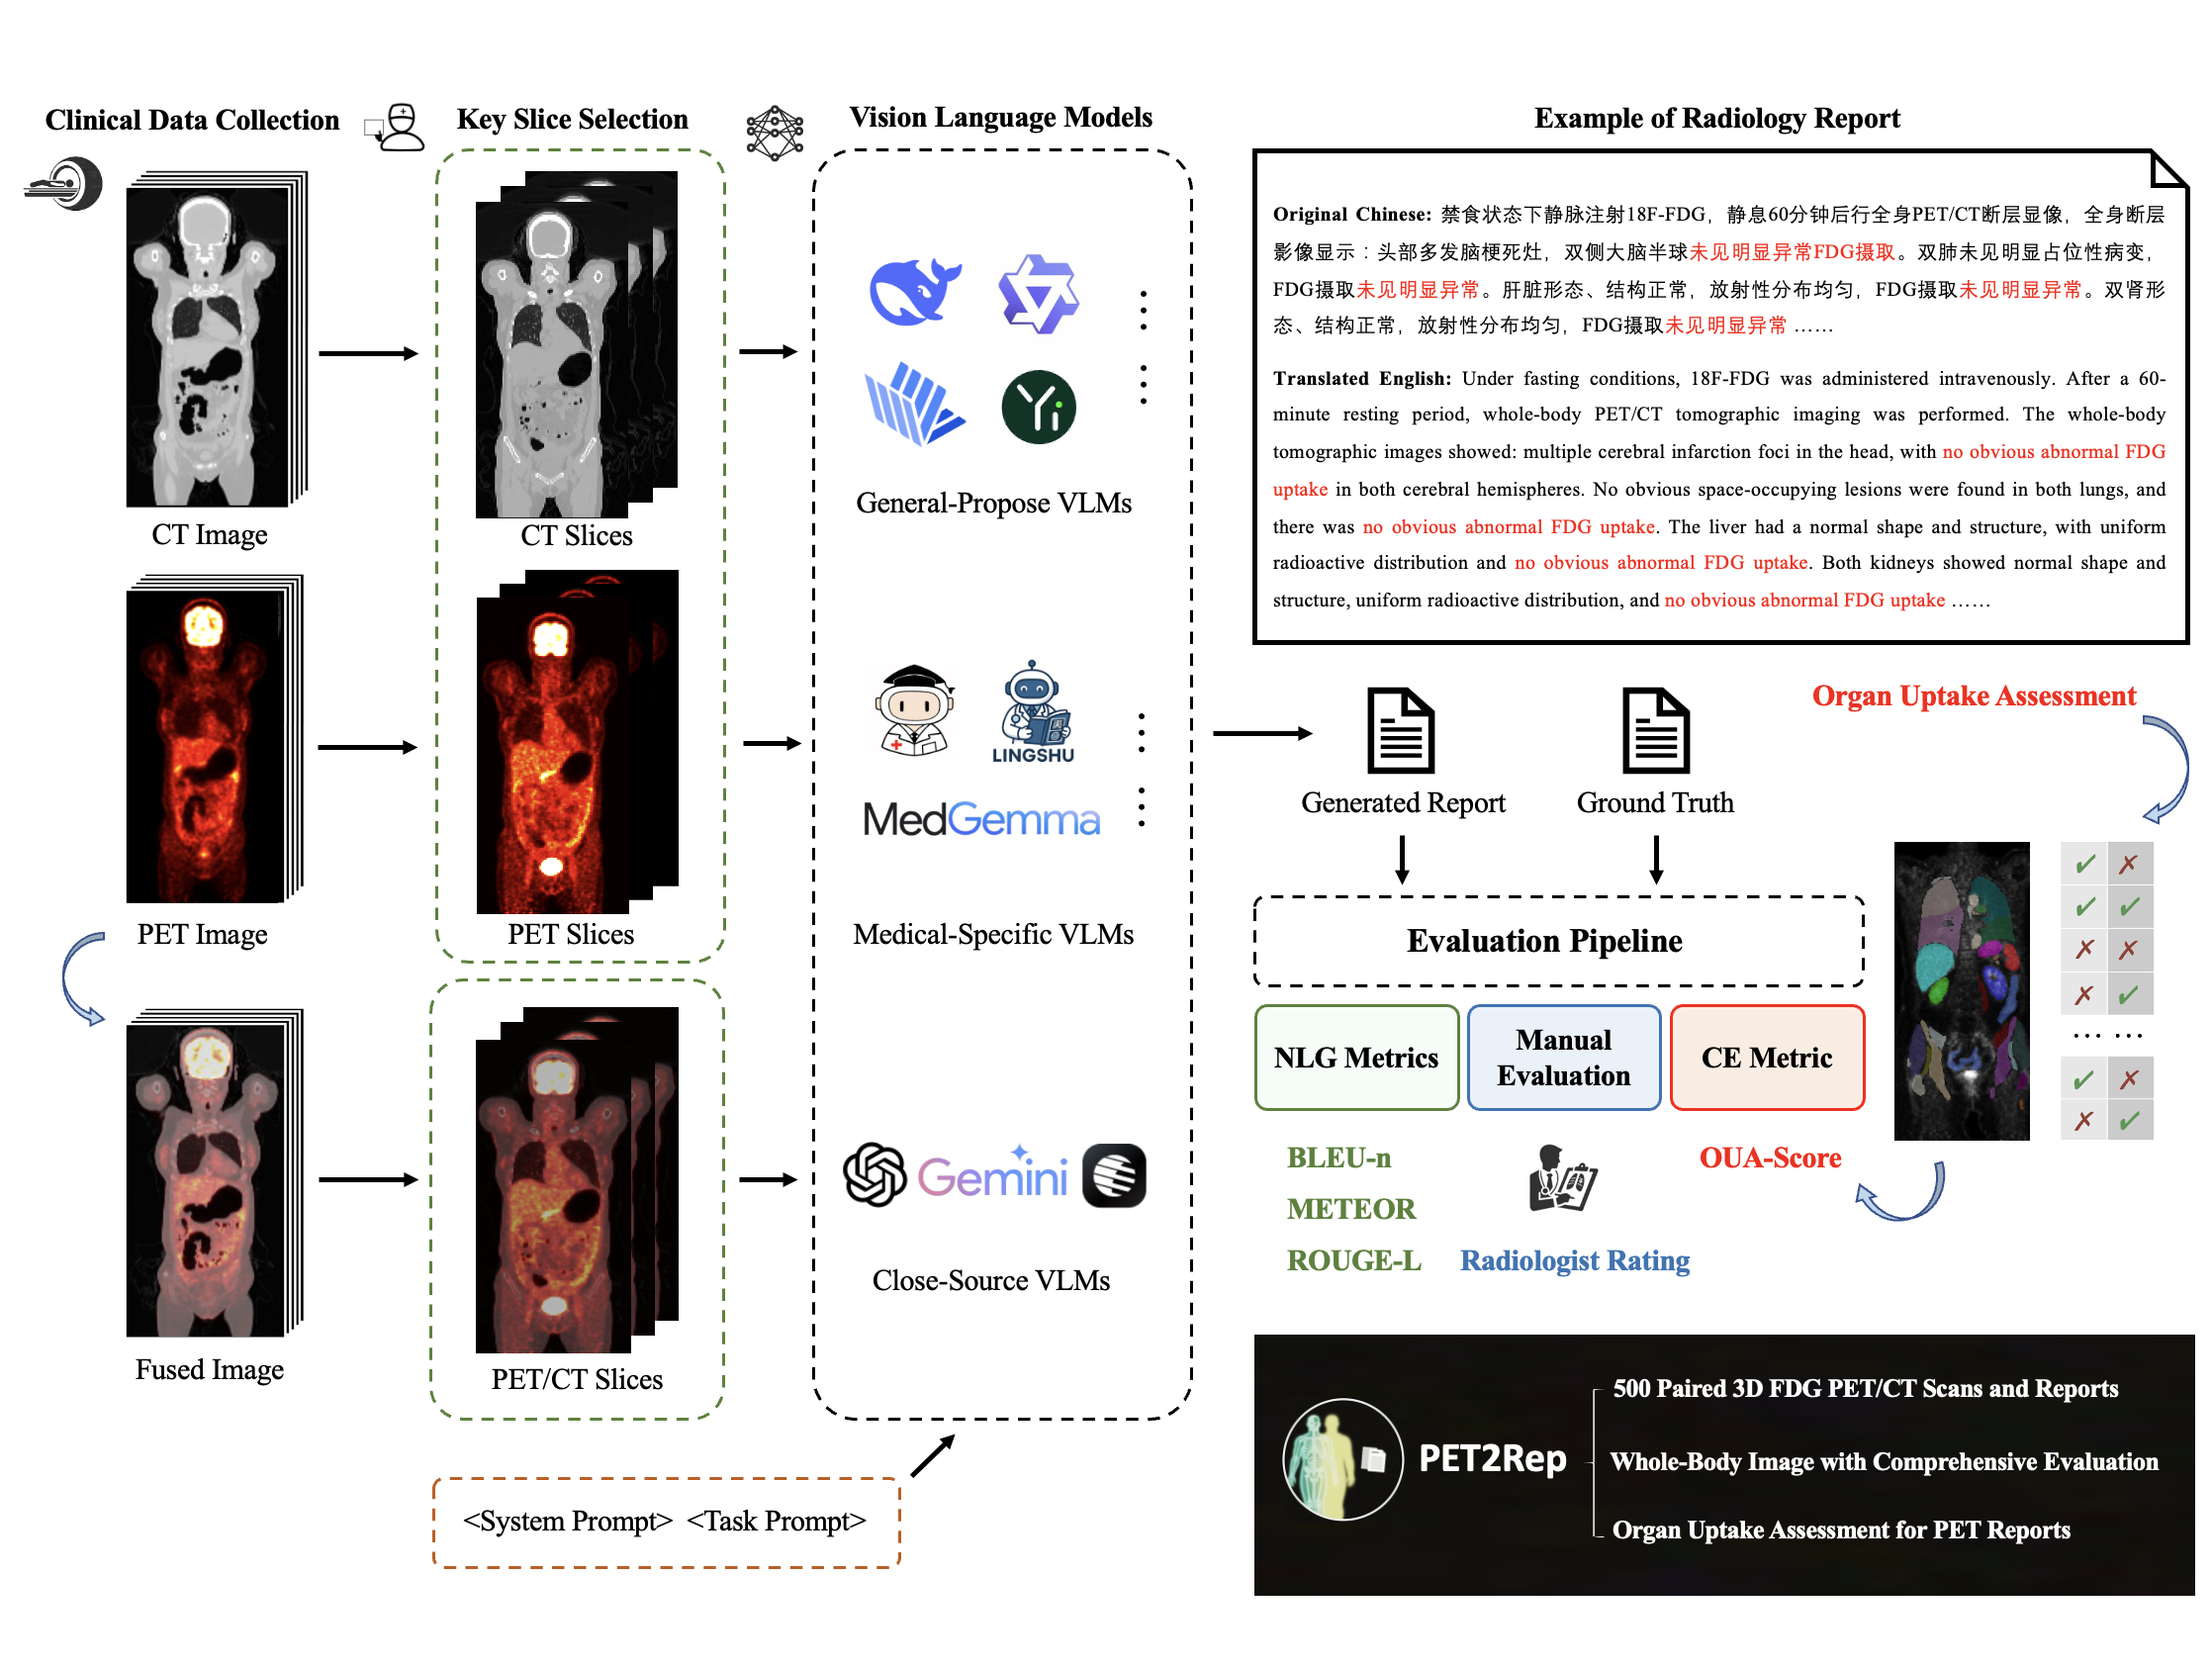 Clinical Data Collection
Key Slice Selection
Vision Language Models
Example of Radiology Report
CT Image
CT Slices
PET Image
PET Slices
Fused Image
PET/CT Slices
Yi
General-Propose VLMs
LINGSHU
MedGemma
Medical-Specific VLMs
Gemini
Close-Source VLMs
<System Prompt> <Task Prompt>
Original Chinese: 禁食状态下静脉注射18F-FDG，静息60分钟后行全身PET/CT断层显像，全身断层
影像显示：头部多发脑梗死灶，双侧大脑半球未见明显异常FDG摄取。双肺未见明显占位性病变，
FDG摄取未见明显异常。肝脏形态、结构正常，放射性分布均匀，FDG摄取未见明显异常。双肾形
态、结构正常，放射性分布均匀，FDG摄取未见明显异常 ……
Translated English: Under fasting conditions, 18F-FDG was administered intravenously. After a 60-
minute resting period, whole-body PET/CT tomographic imaging was performed. The whole-body
tomographic images showed: multiple cerebral infarction foci in the head, with no obvious abnormal FDG
uptake in both cerebral hemispheres. No obvious space-occupying lesions were found in both lungs, and
there was no obvious abnormal FDG uptake. The liver had a normal shape and structure, with uniform
radioactive distribution and no obvious abnormal FDG uptake. Both kidneys showed normal shape and
structure, uniform radioactive distribution, and no obvious abnormal FDG uptake ……
Organ Uptake Assessment
Generated Report
Ground Truth
Evaluation Pipeline
NLG Metrics
Manual
Evaluation
CE Metric
BLEU-n
METEOR
ROUGE-L
Radiologist Rating
OUA-Score
PET2Rep
500 Paired 3D FDG PET/CT Scans and Reports
Whole-Body Image with Comprehensive Evaluation
Organ Uptake Assessment for PET Reports